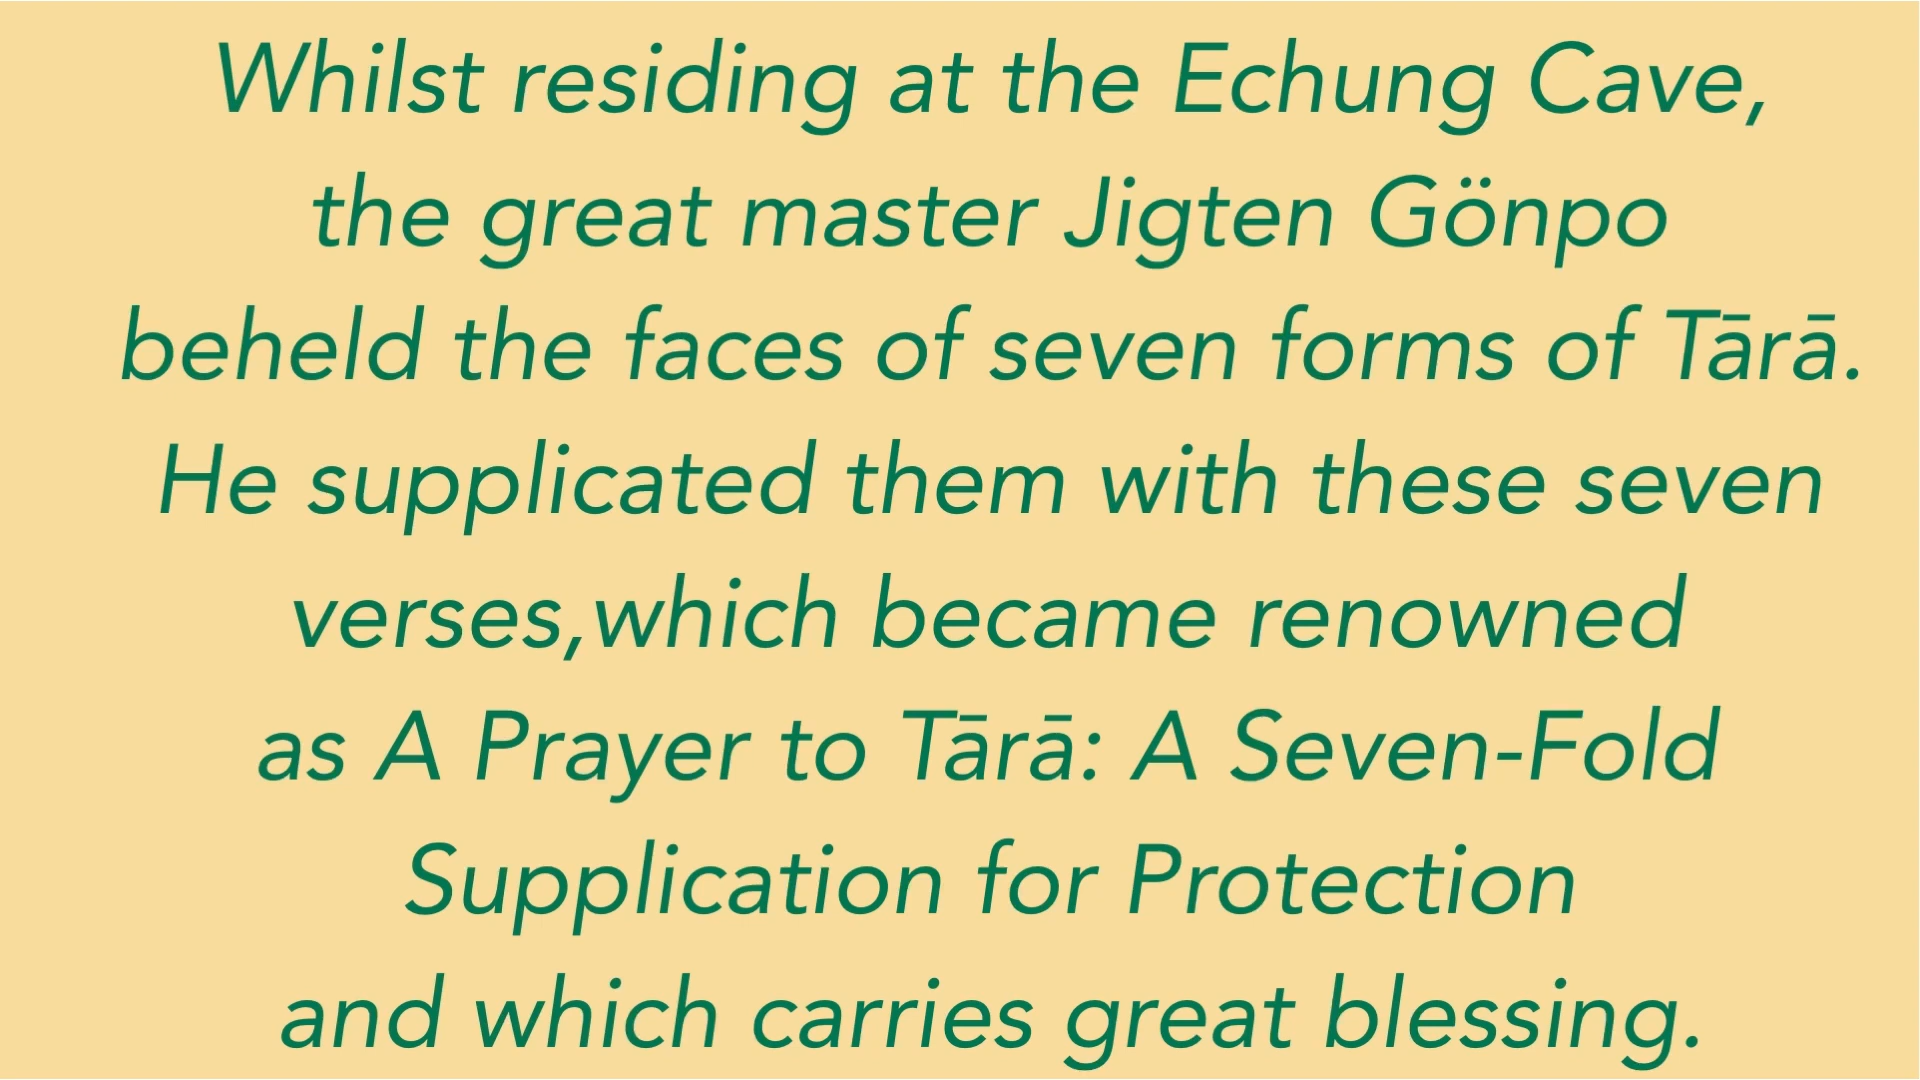 Whilst residing at the Echung Cave,
the great master Jigten Gönpo
beheld the faces of seven forms of Tārā.
He supplicated them with these seven
verses,which became renowned
as A Prayer to Tārā: A Seven-Fold
Supplication for Protection
and which carries great blessing.